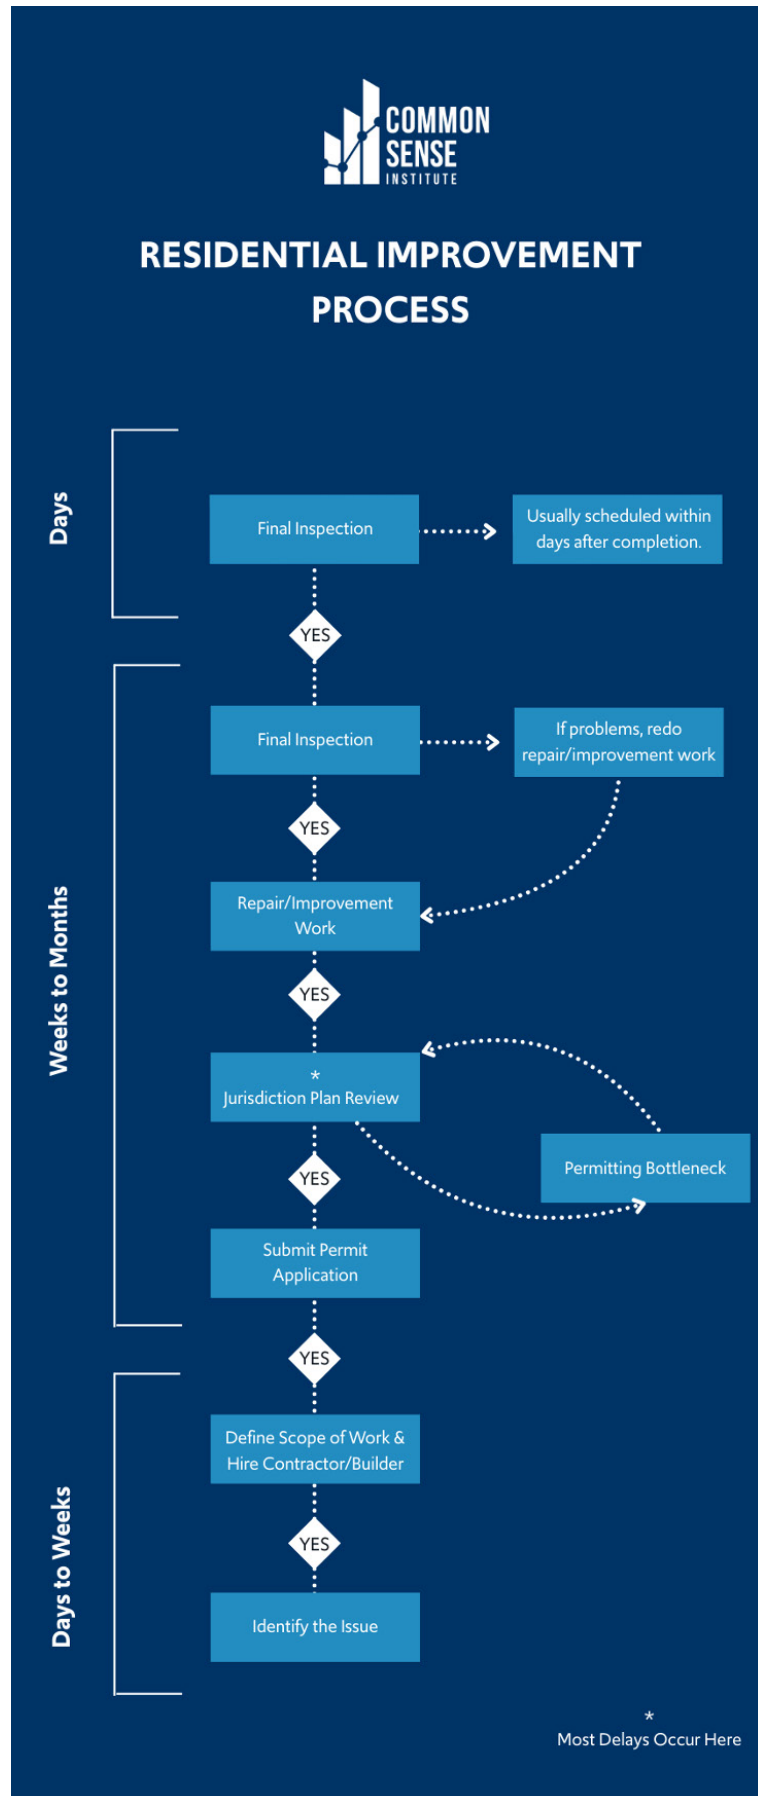 COMMON
SENSE
INSTITUTE
RESIDENTIAL IMPROVEMENT
PROCESS
Days
Final Inspection
Usually scheduled within
days after completion.
YES
Weeks to Months
Final Inspection
If problems, redo
repair/improvement work
YES
Repair/Improvement
Work
YES
*
Jurisdiction Plan Review
Permitting Bottleneck
YES
Submit Permit
Application
YES
Days to Weeks
Define Scope of Work &
Hire Contractor/Builder
YES
Identify the Issue
*
Most Delays Occur Here